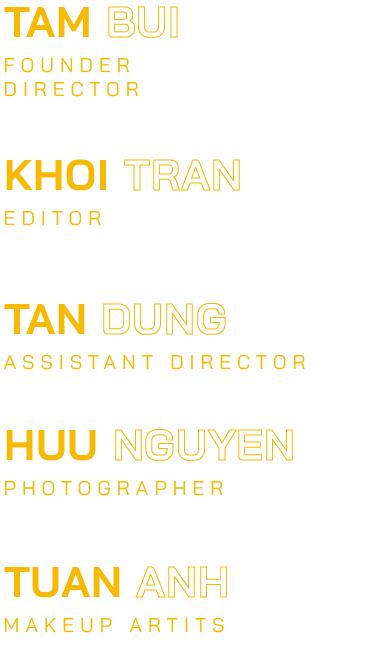 TAM BUI
FOUNDER
DIRECTOR
KHOI TRAN
EDITOR
TAN DUNG
ASSISTANT DIRECTOR
HUU NGUYEN
PHOTOGRAPHER
TUAN ANH
MAKEUP ARTITS